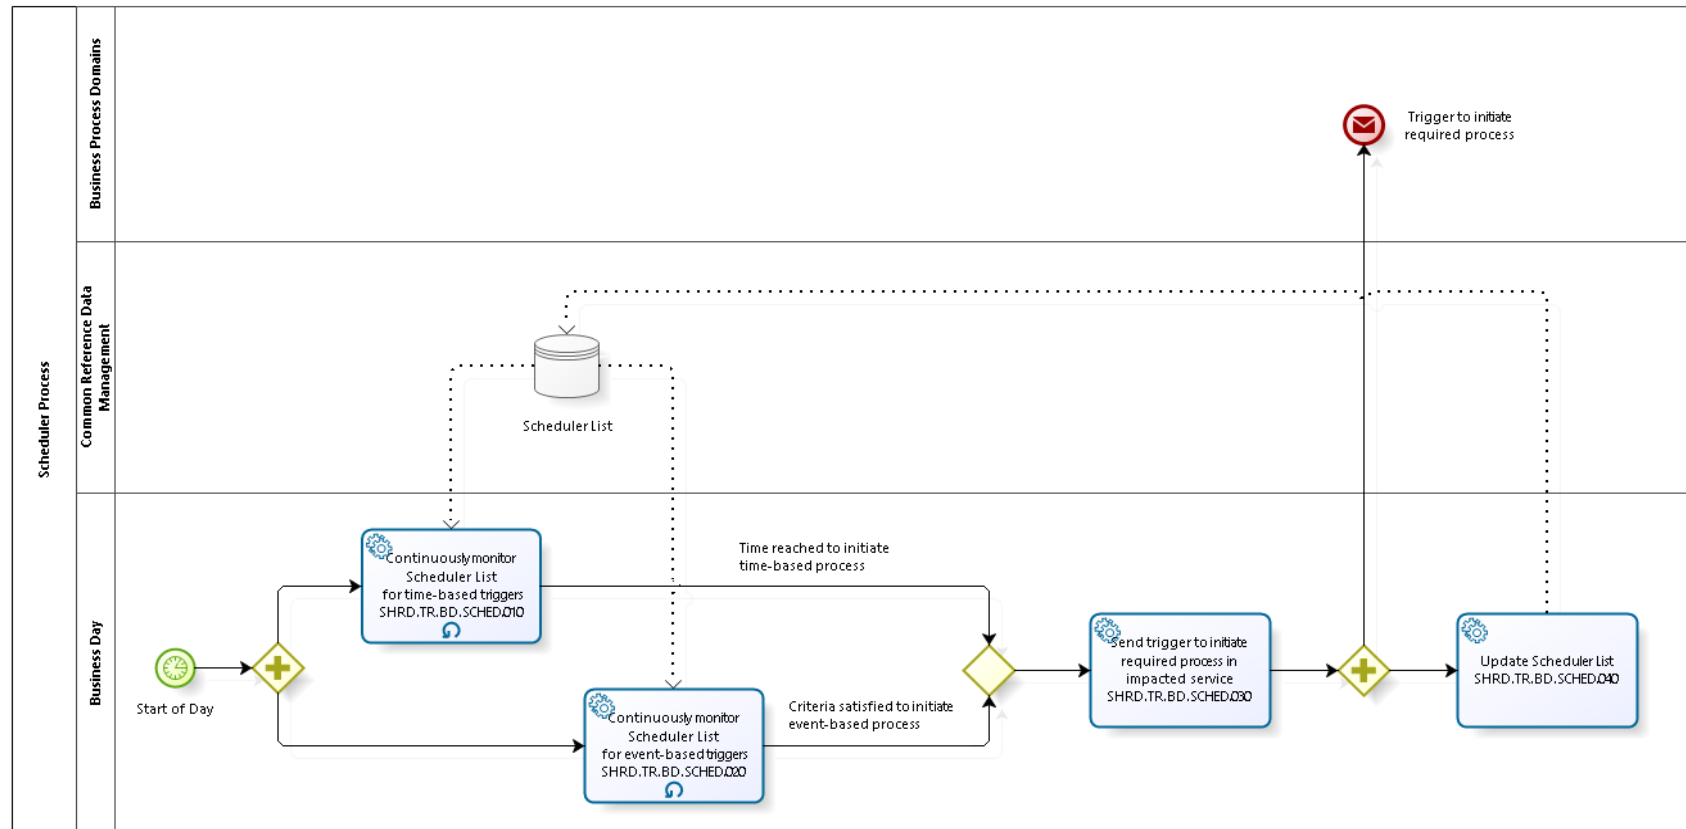 Scheduler Process
Business Process Domains
Trigger to initiate
required process
Common Reference Data
Management
Scheduler List
Business Day
Start of Day
Continuously monitor
Scheduler List
for time-based triggers
SHRD.TR.BD.SCHED.010
Time reached to initiate
time-based process
Continuously monitor
Scheduler List
for event-based triggers
SHRD.TR.BD.SCHED.020
Criteria satisfied to initiate
event-based process
Send trigger to initiate
required process in
impacted service
SHRD.TR.BD.SCHED.030
Update Scheduler List
SHRD.TR.BD.SCHED.040